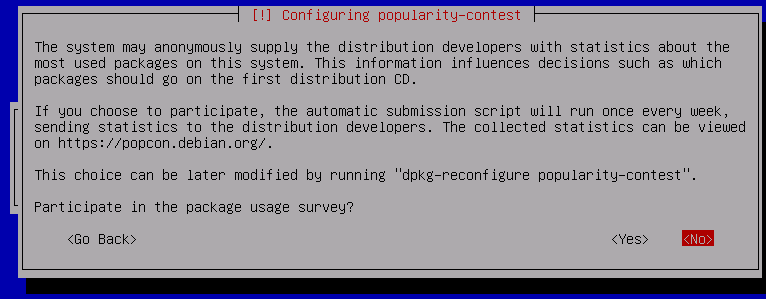 [!] Configuring popularity-contest
The system may anonymously supply the distribution developers with statistics about the
most used packages on this system. This information influences decisions such as which
packages should go on the first distribution CD.
If you choose to participate, the automatic submission script will run once every week,
sending statistics to the distribution developers. The collected statistics can be viewed
on https://popcon.debian.org/.
This choice can be later modified by running "dpkg-reconfigure popularity-contest".
Participate in the package usage survey?
<Go Back> <Yes> <No>